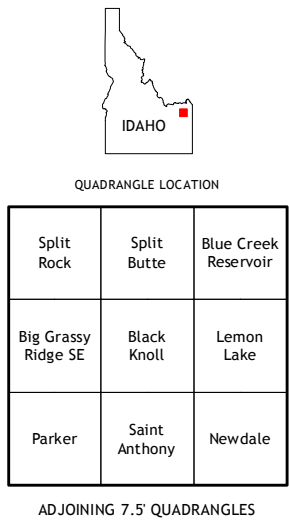 IDAHO
QUADRANGLE LOCATION
Split
Rock
Split
Butte
Blue Creek
Reservoir
Big Grassy
Ridge SE
Black
Knoll
Lemon
Lake
Parker
Saint
Anthony
Newdale
ADJOINING 7.5' QUADRANGLES